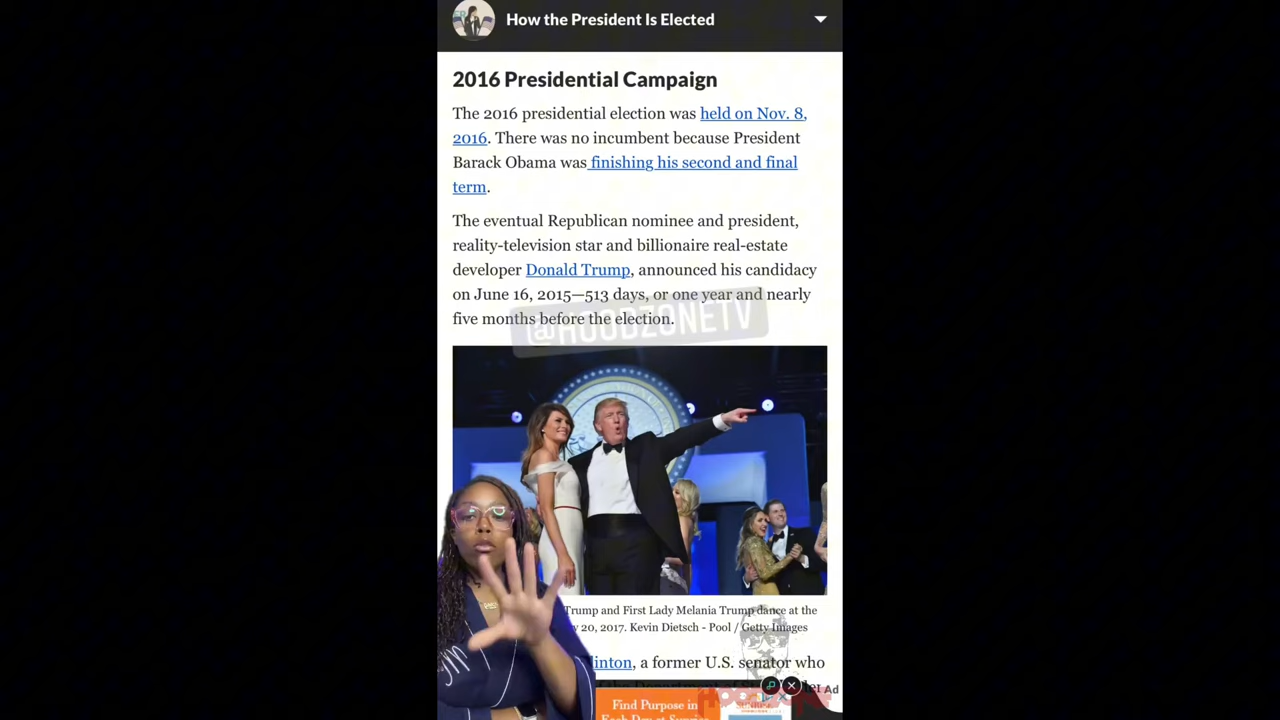 How the President Is Elected
2016 Presidential Campaign
The 2016 presidential election was held on Nov. 8,
2016. There was no incumbent because President
Barack Obama was finishing his second and final
term.
The eventual Republican nominee and president,
reality-television star and billionaire real-estate
developer Donald Trump, announced his candidacy
on June 16, 2015—513 days, or one year and nearly
five months before the election.
@HOODZONETV
Trump and First Lady Melania Trump dance at the
20, 2017. Kevin Dietsch - Pool / Getty Images
a former U.S. senator who
Ad
Find Purpose in